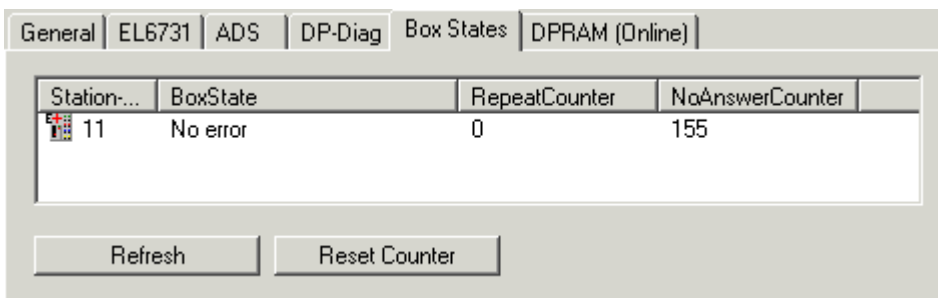 General EL6731 ADS DP-Diag Box States DPRAM (Online)
Station-... BoxState RepeatCounter NoAnswerCounter
11 No error 0 155
Refresh Reset Counter